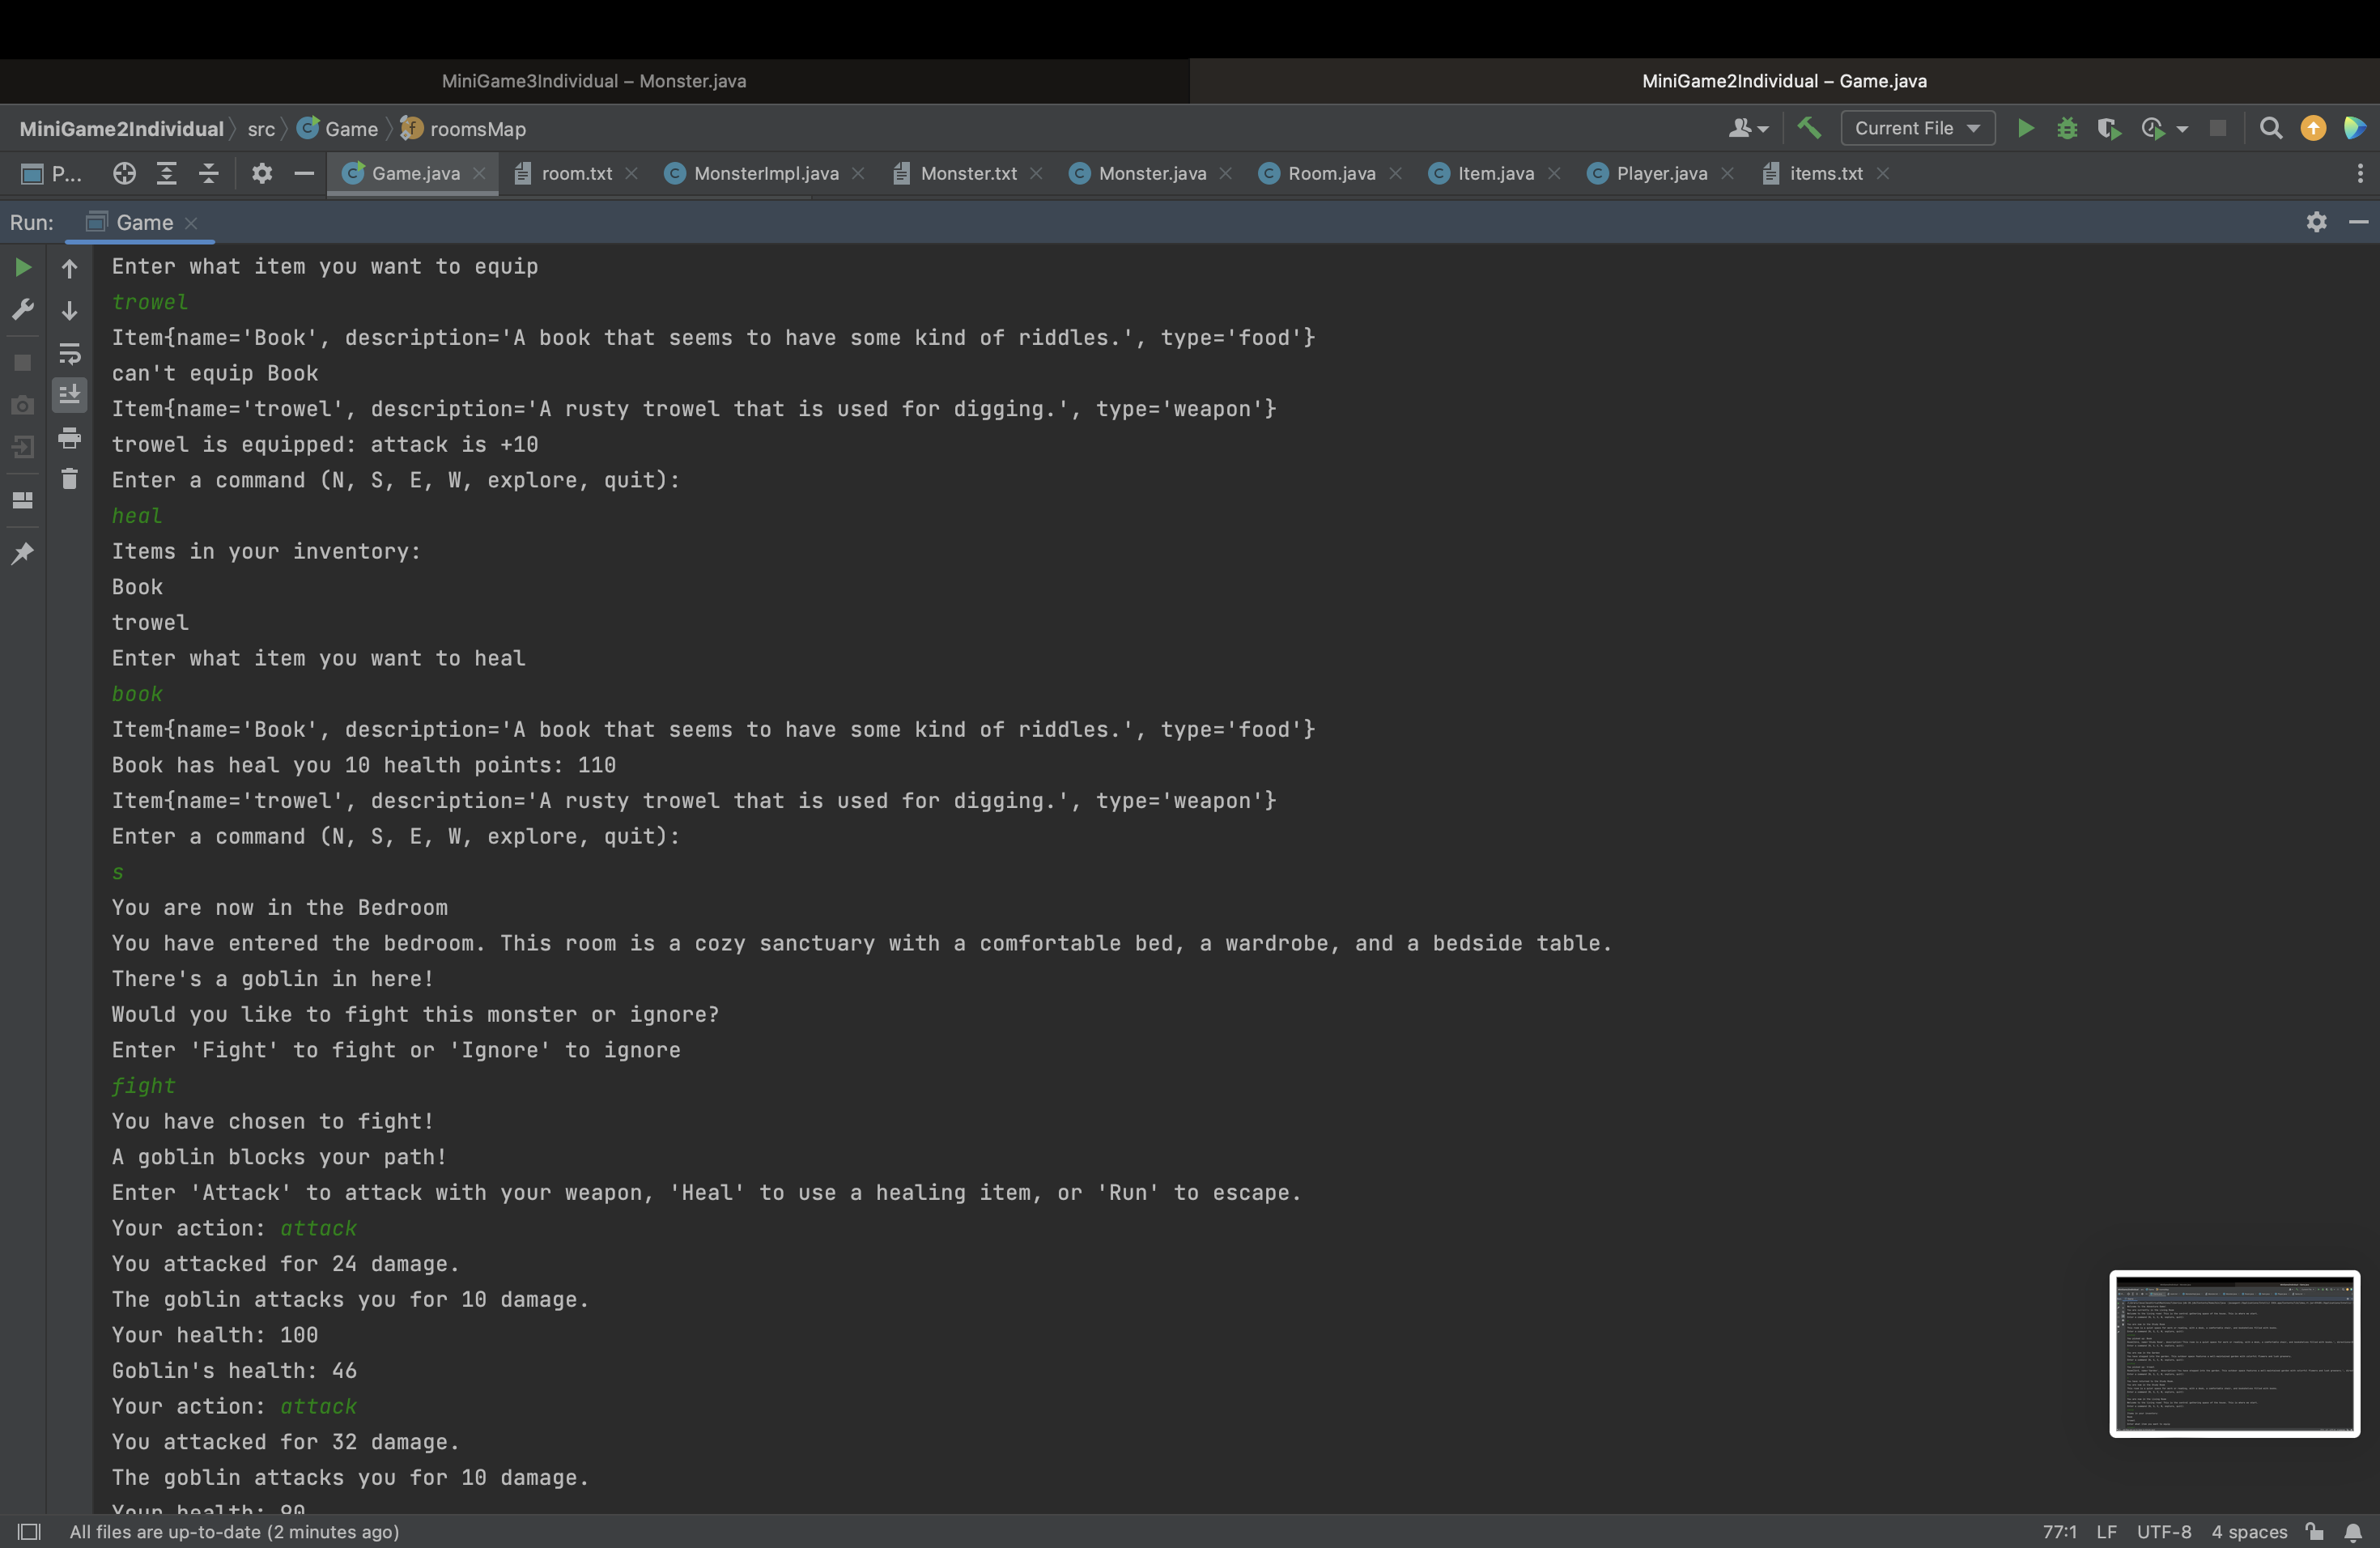 MiniGame3Individual – Monster.java
MiniGame2Individual – Game.java
MiniGame2Individual src Game roomsMap
Current File
P...
Game.java room.txt MonsterImpl.java Monster.txt Monster.java Room.java Item.java Player.java items.txt
Run: Game
Enter what item you want to equip
trowel
Item{name='Book', description='A book that seems to have some kind of riddles.', type='food'}
can't equip Book
Item{name='trowel', description='A rusty trowel that is used for digging.', type='weapon'}
trowel is equipped: attack is +10
Enter a command (N, S, E, W, explore, quit):
heal
Items in your inventory:
Book
trowel
Enter what item you want to heal
book
Item{name='Book', description='A book that seems to have some kind of riddles.', type='food'}
Book has heal you 10 health points: 110
Item{name='trowel', description='A rusty trowel that is used for digging.', type='weapon'}
Enter a command (N, S, E, W, explore, quit):
s
You are now in the Bedroom
You have entered the bedroom. This room is a cozy sanctuary with a comfortable bed, a wardrobe, and a bedside table.
There's a goblin in here!
Would you like to fight this monster or ignore?
Enter 'Fight' to fight or 'Ignore' to ignore
fight
You have chosen to fight!
A goblin blocks your path!
Enter 'Attack' to attack with your weapon, 'Heal' to use a healing item, or 'Run' to escape.
Your action: attack
You attacked for 24 damage.
The goblin attacks you for 10 damage.
Your health: 100
Goblin's health: 46
Your action: attack
You attacked for 32 damage.
The goblin attacks you for 10 damage.
Your health: 90
All files are up-to-date (2 minutes ago)
77:1 LF UTF-8 4 spaces